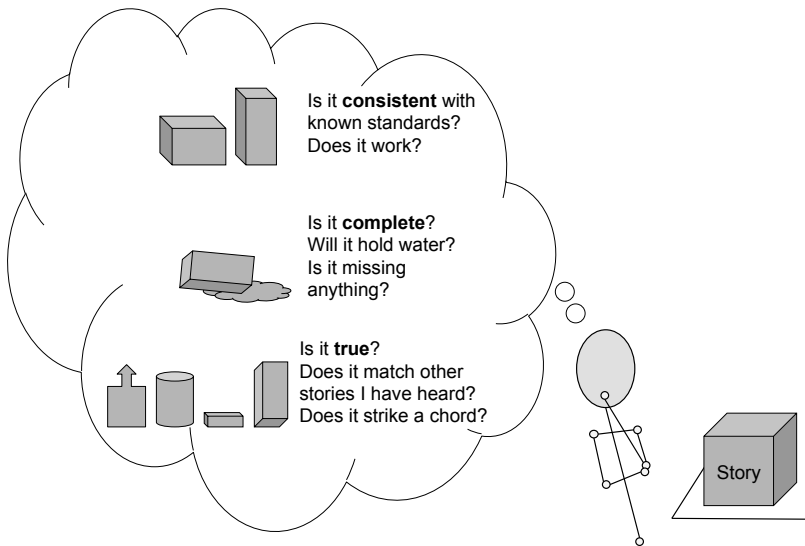 Is it consistent with
known standards?
Does it work?
Is it complete?
Will it hold water?
Is it missing
anything?
Is it true?
Does it match other
stories I have heard?
Does it strike a chord?
Story